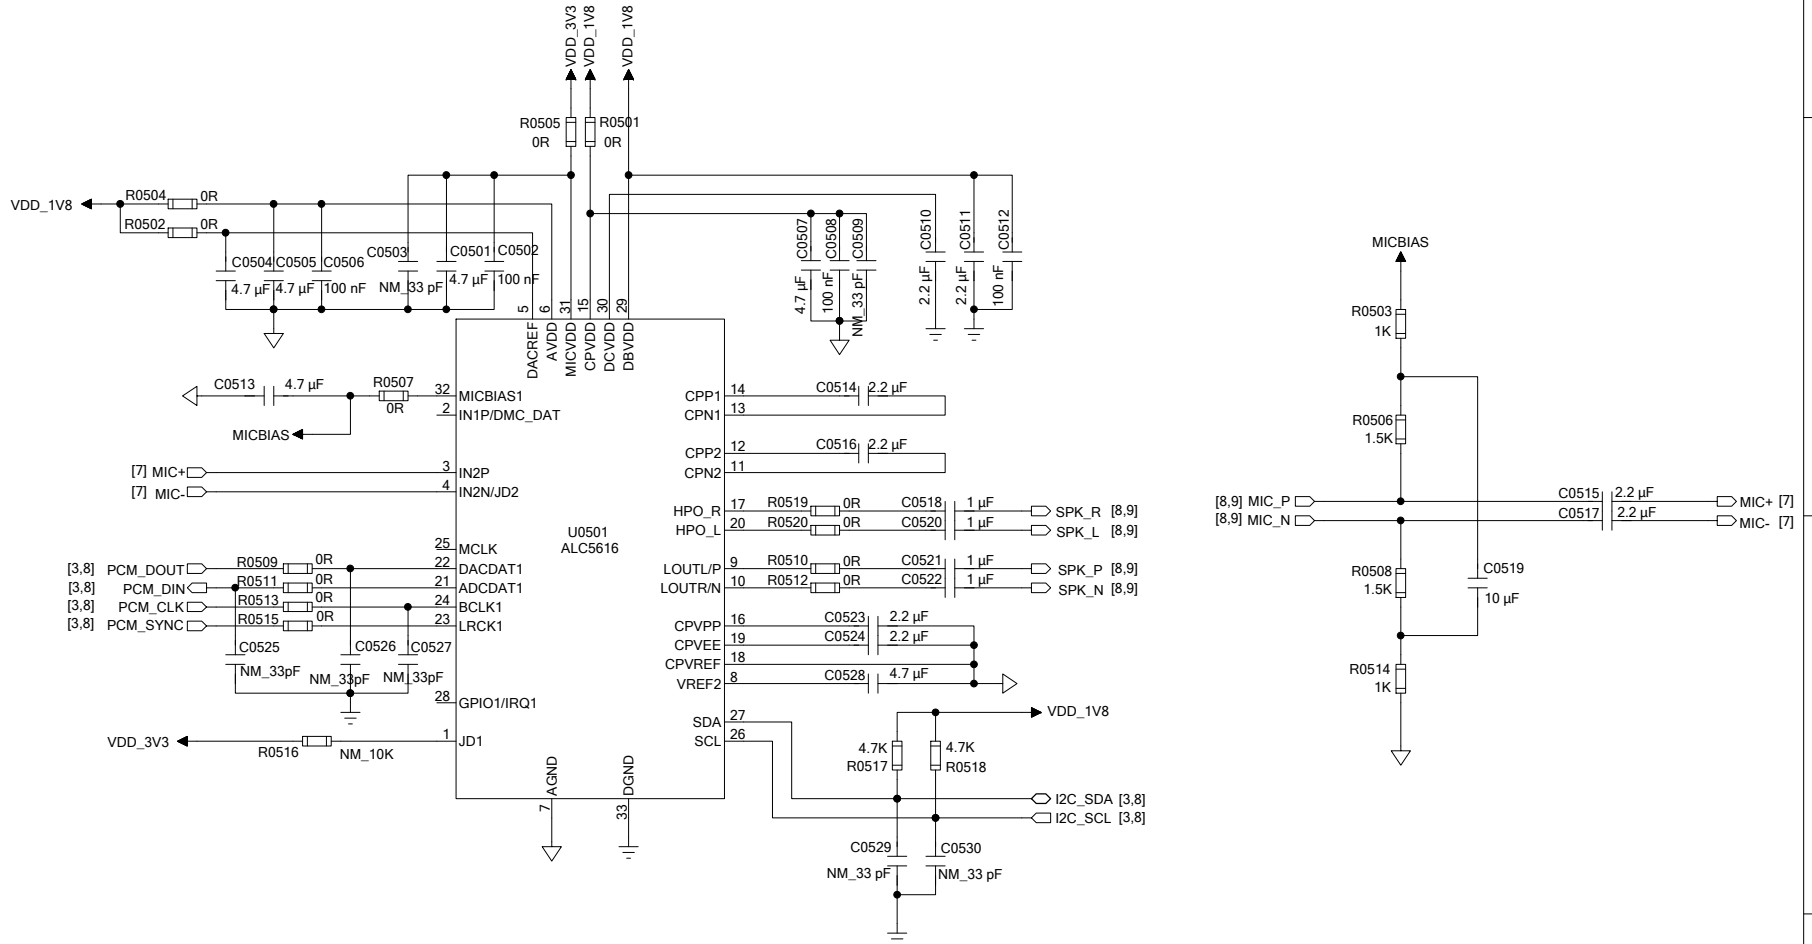 VDD_3V3
VDD_1V8
VDD_1V8
R0505
0R
R0501
0R
VDD_1V8
R0504
0R
R0502
0R
C0504
4.7 µF
C0505
4.7 µF
C0506
100 nF
C0503
NM_33 pF
C0501
4.7 µF
C0502
100 nF
C0507
4.7 µF
C0508
100 nF
C0509
NM_33 pF
C0510
2.2 µF
C0511
2.2 µF
C0512
100 nF
5
6
31
15
30
29
DACREF
AVDD
MICVDD
CPVDD
DCVDD
DBVDD
C0513
4.7 µF
R0507
0R
32
MICBIAS1
2
IN1P/DMC_DAT
MICBIAS
[7] MIC+
3
IN2P
[7] MIC-
4
IN2N/JD2
U0501
ALC5616
25
MCLK
[3,8] PCM_DOUT
R0509
0R
22
DACDAT1
[3,8] PCM_DIN
R0511
0R
21
ADCDAT1
[3,8] PCM_CLK
R0513
0R
24
BCLK1
[3,8] PCM_SYNC
R0515
0R
23
LRCK1
C0525
NM_33pF
C0526
NM_33pF
C0527
NM_33pF
28
GPIO1/IRQ1
VDD_3V3
R0516
NM_10K
1
JD1
AGND
7
DGND
33
CPP1
14
C0514
2.2 µF
CPN1
13
CPP2
12
C0516
2.2 µF
CPN2
11
HPO_R
17
R0519
0R
C0518
1 µF
SPK_R [8,9]
HPO_L
20
R0520
0R
C0520
1 µF
SPK_L [8,9]
LOUTL/P
9
R0510
0R
C0521
1 µF
SPK_P [8,9]
LOUTR/N
10
R0512
0R
C0522
1 µF
SPK_N [8,9]
CPVPP
16
C0523
2.2 µF
CPVEE
19
C0524
2.2 µF
CPVREF
18
VREF2
8
C0528
4.7 µF
SDA
27
SCL
26
VDD_1V8
4.7K
R0517
4.7K
R0518
I2C_SDA [3,8]
I2C_SCL [3,8]
C0529
NM_33 pF
C0530
NM_33 pF
MICBIAS
R0503
1K
R0506
1.5K
[8,9] MIC_P
C0515
2.2 µF
MIC+ [7]
[8,9] MIC_N
C0517
2.2 µF
MIC- [7]
R0508
1.5K
C0519
10 µF
R0514
1K